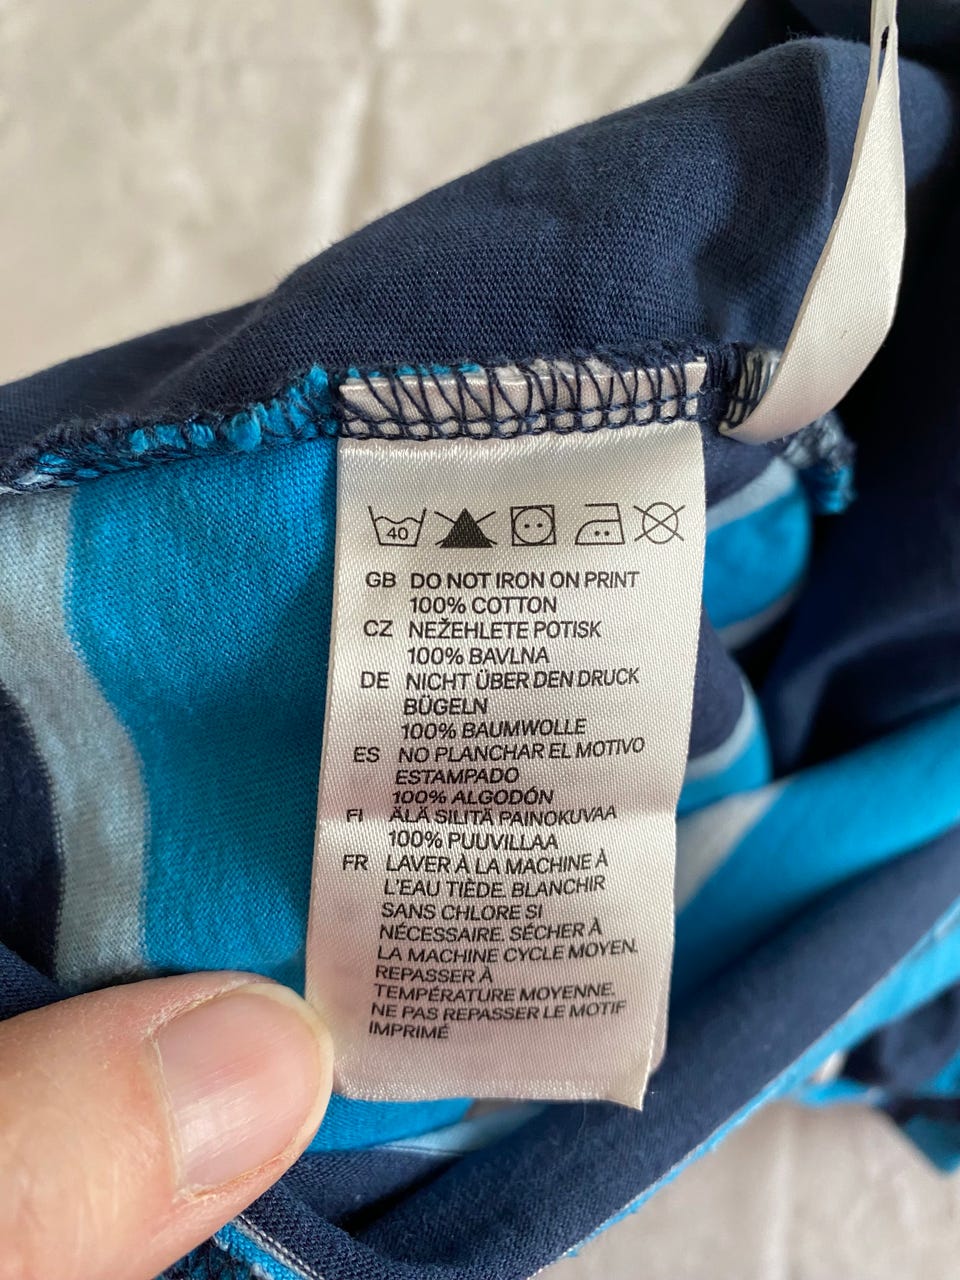 40
GB DO NOT IRON ON PRINT
100% COTTON
CZ NEŽEHLETE POTISK
100% BAVLNA
DE NICHT ÜBER DEN DRUCK
BÜGELN
100% BAUMWOLLE
ES NO PLANCHAR EL MOTIVO
ESTAMPADO
100% ALGODÓN
FI ÄLÄ SILITÄ PAINOKUVAA
100% PUUVILLAA
FR LAVER À LA MACHINE À
L'EAU TIÈDE. BLANCHIR
SANS CHLORE SI
NÉCESSAIRE. SÉCHER À
LA MACHINE CYCLE MOYEN.
REPASSER À
TEMPÉRATURE MOYENNE.
NE PAS REPASSER LE MOTIF
IMPRIMÉ